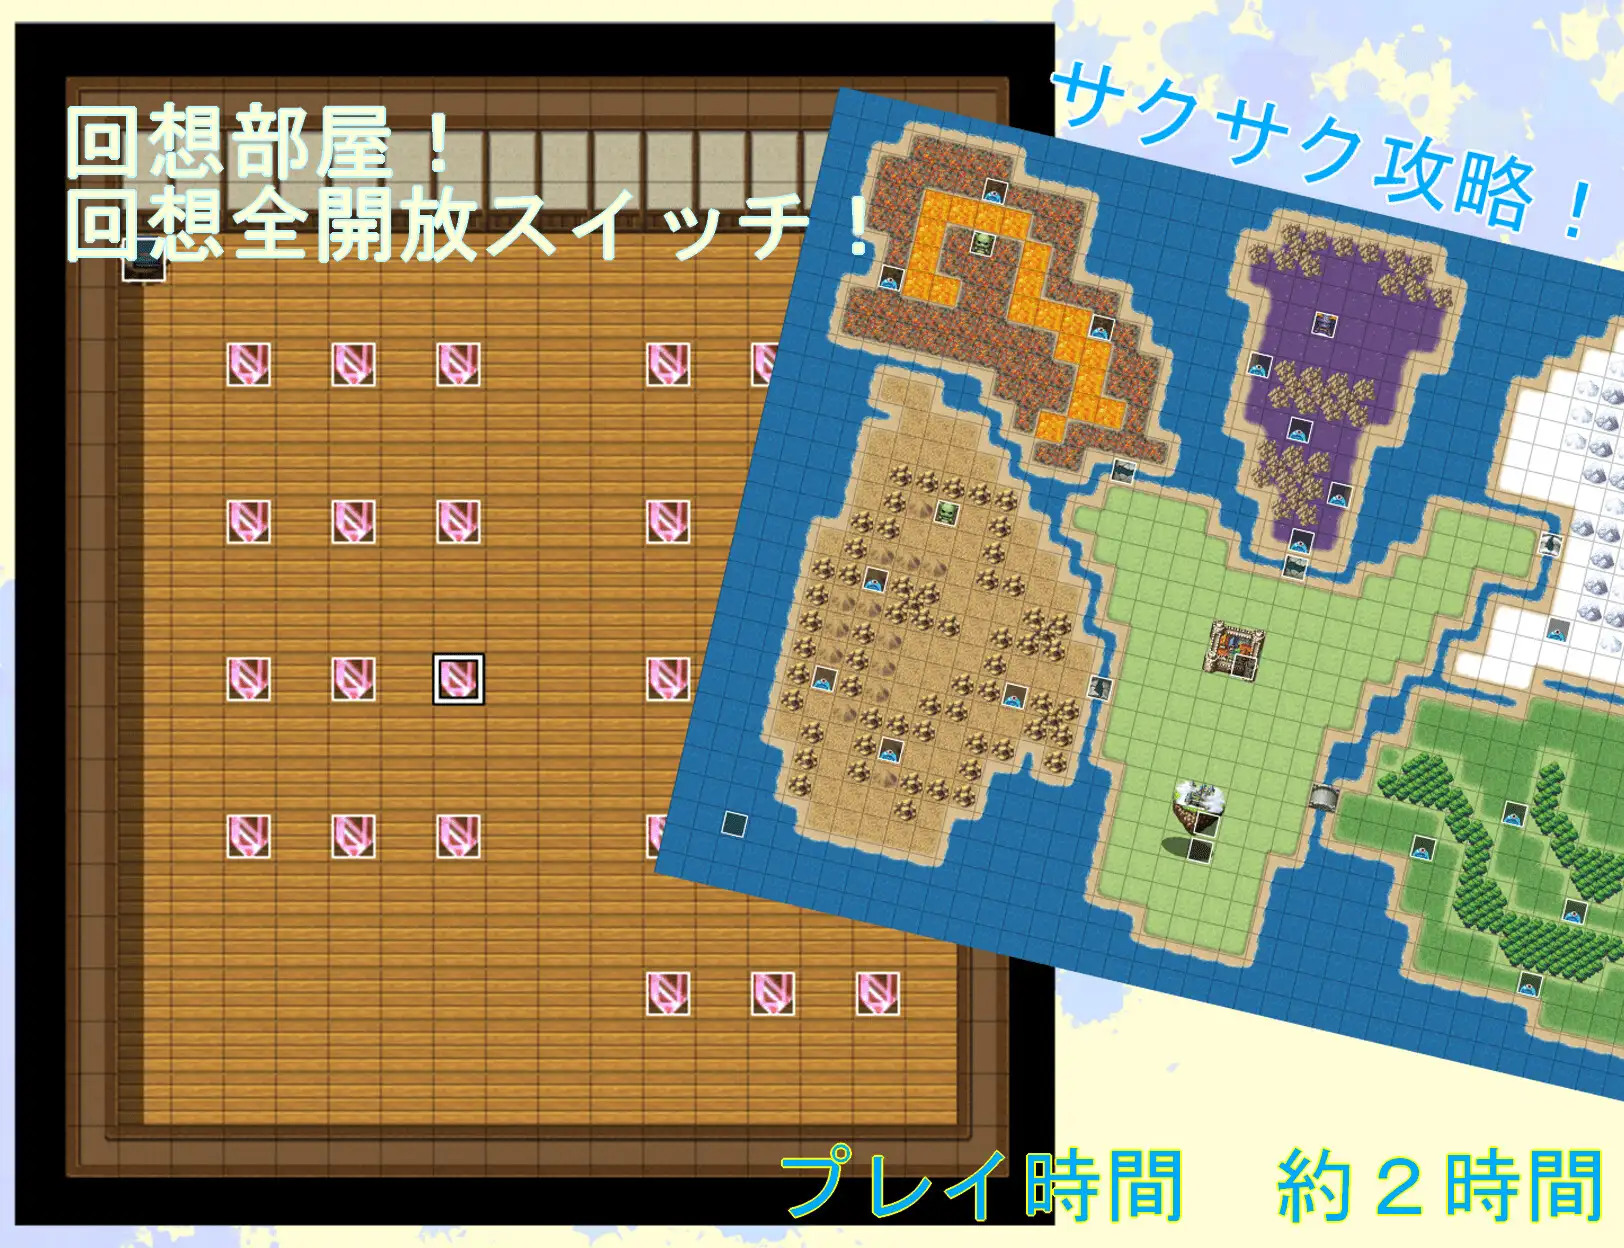 回想部屋！
回想全開放スイッチ！
サクサク攻略！
プレイ時間　約２時間